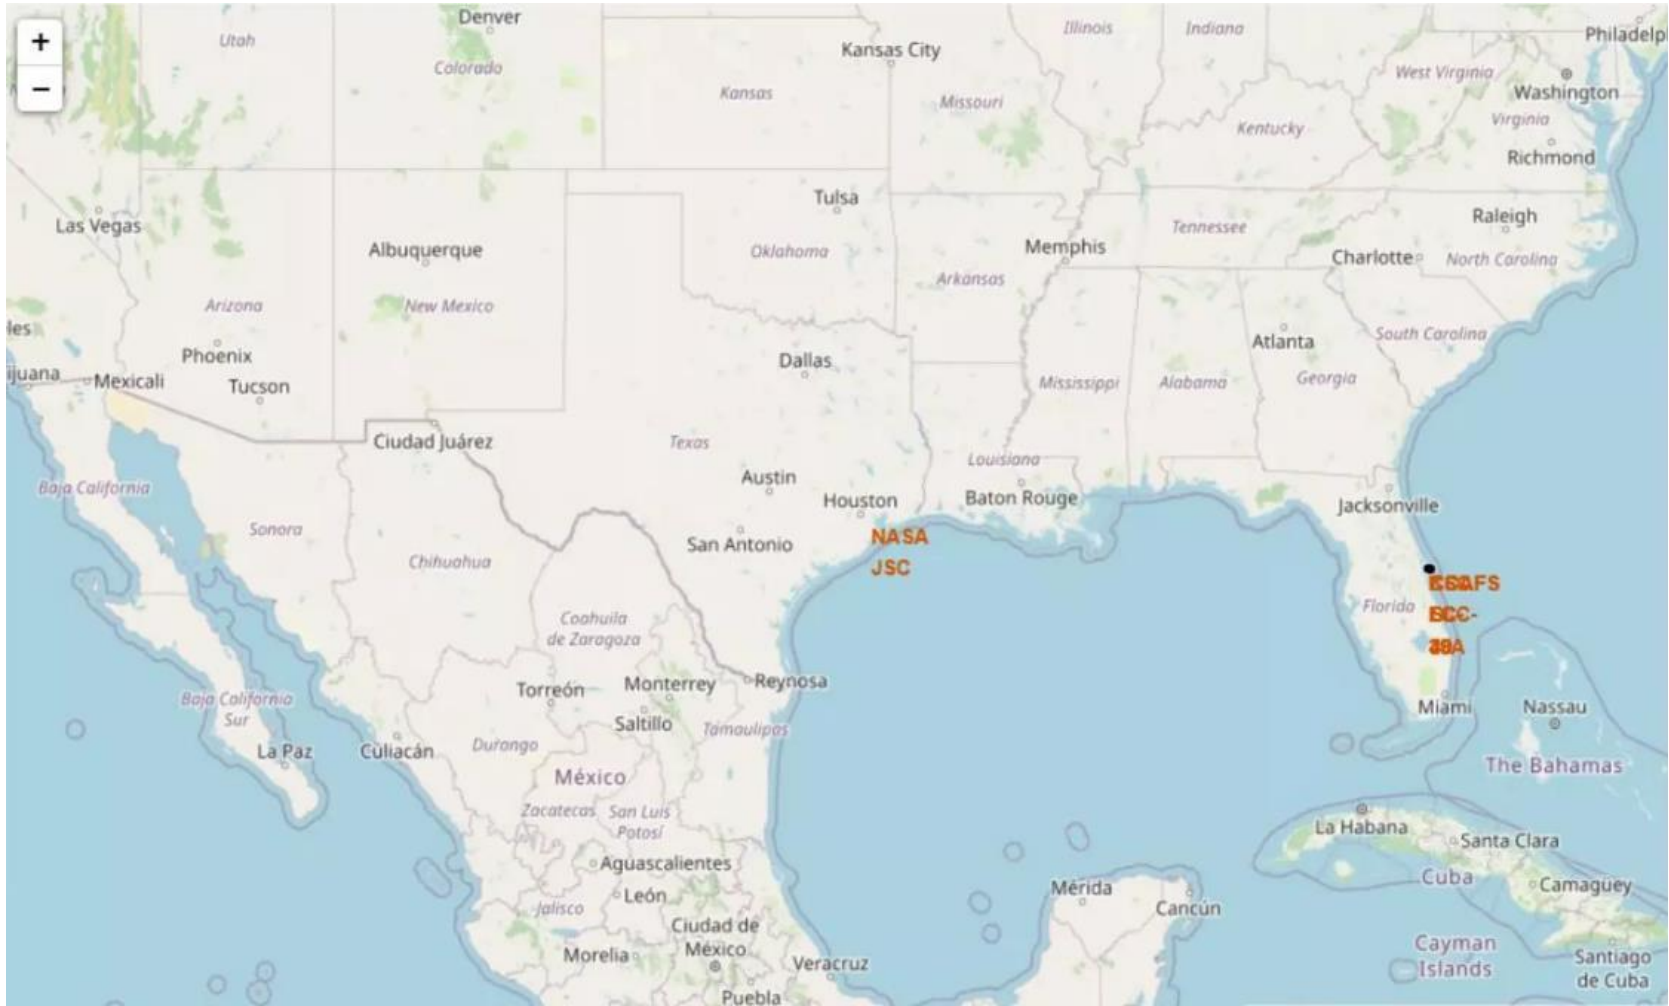 +
−
Denver
Utah
Colorado
Kansas City
Kansas
Missouri
Illinois
Indiana
Philadelp
West Virginia
Washington
Kentucky
Virginia
Richmond
Las Vegas
Albuquerque
Tulsa
Oklahoma
Memphis
Tennessee
Raleigh
Charlotte
North Carolina
Arkansas
Arizona
New Mexico
les
Phoenix
Dallas
Atlanta
South Carolina
ijuana
Mexicali
Tucson
Mississippi
Alabama
Georgia
Ciudad Juárez
Texas
Louisiana
Baja California
Austin
Houston
Baton Rouge
Jacksonville
Sonora
San Antonio
NASA
JSC
Chihuahua
Florida
Coahuila
de Zaragoza
Torreón
Monterrey
Reynosa
Baja California
Sur
Saltillo
Tamaulipas
Miami
Nassau
La Paz
Culiacán
Durango
México
The Bahamas
Zacatecas
San Luis
Potosí
La Habana
Santa Clara
Aguascalientes
León
Mérida
Cuba
Camagüey
Jalisco
Cancún
Ciudad de
México
Morelia
Veracruz
Cayman
Islands
Santiago
de Cuba
Puebla